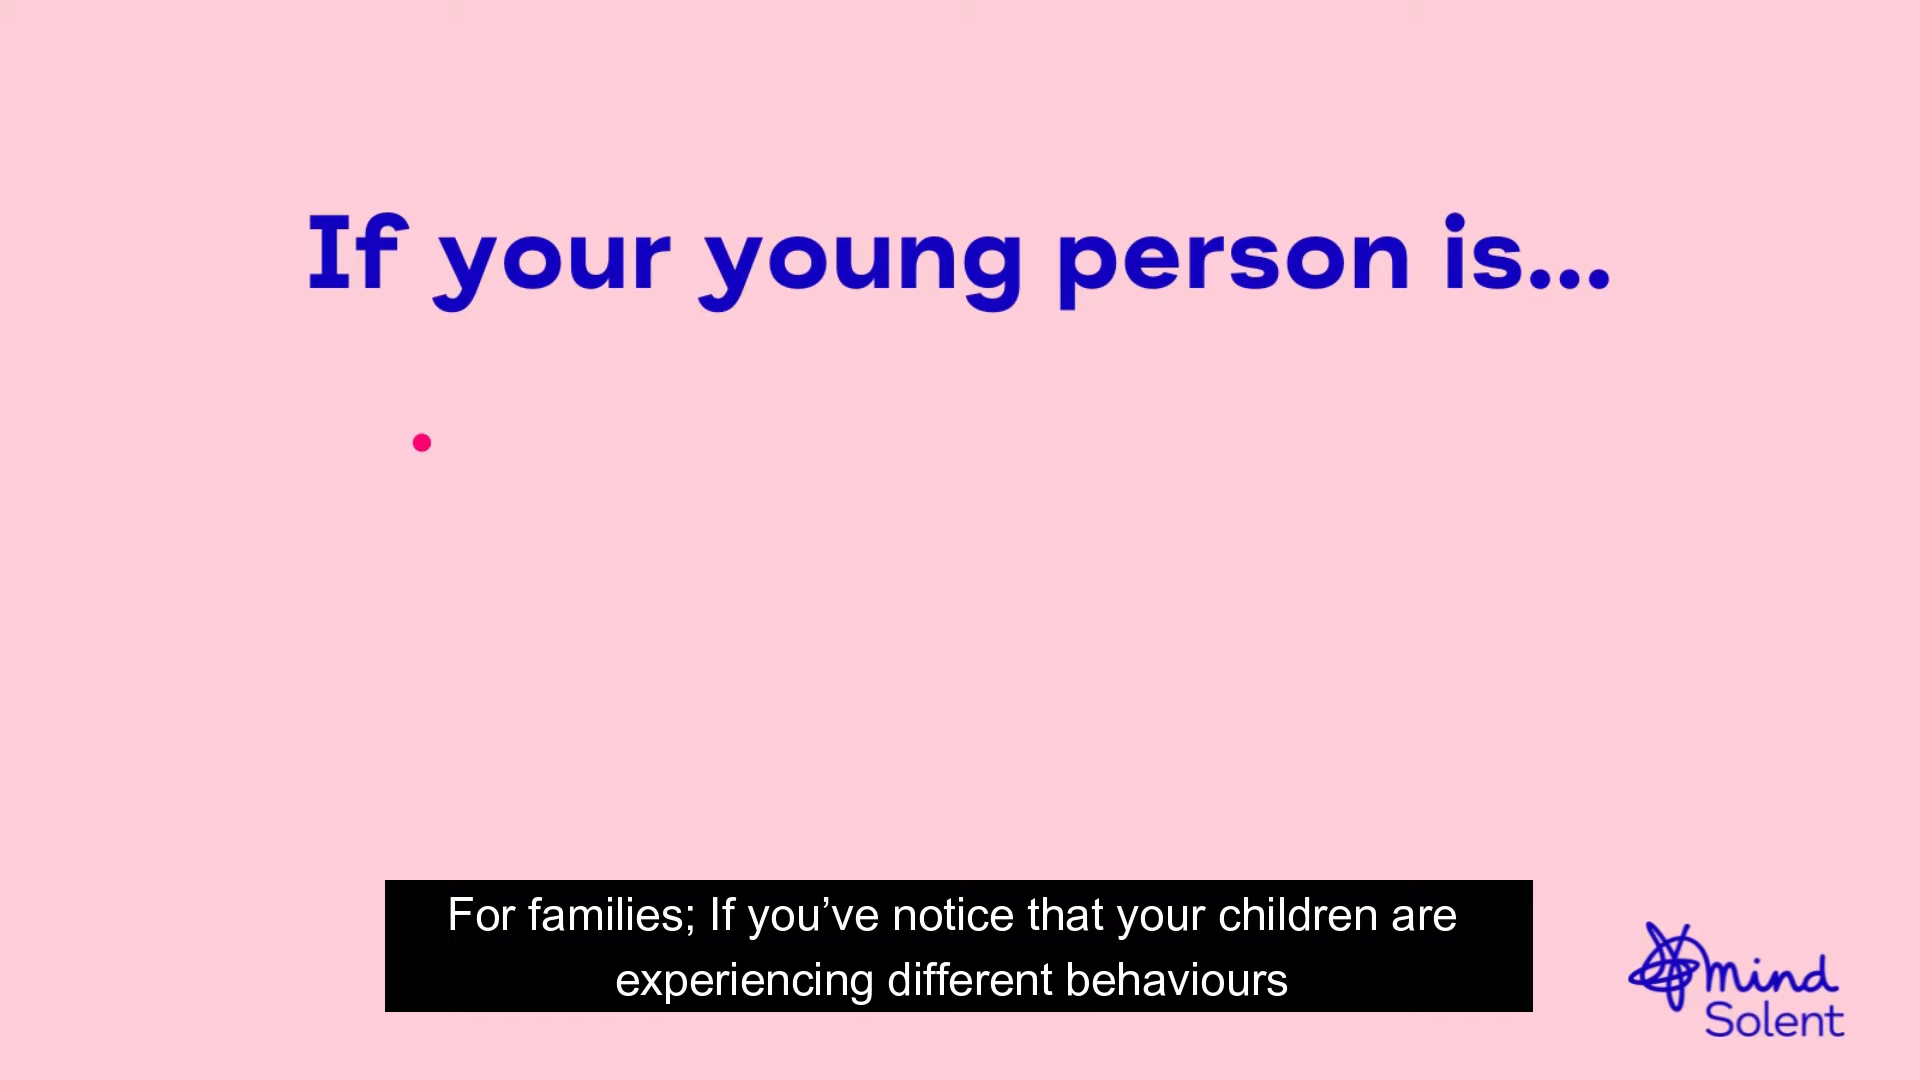 If your young person is...
•
For families; If you’ve notice that your children are
experiencing different behaviours
mind
Solent